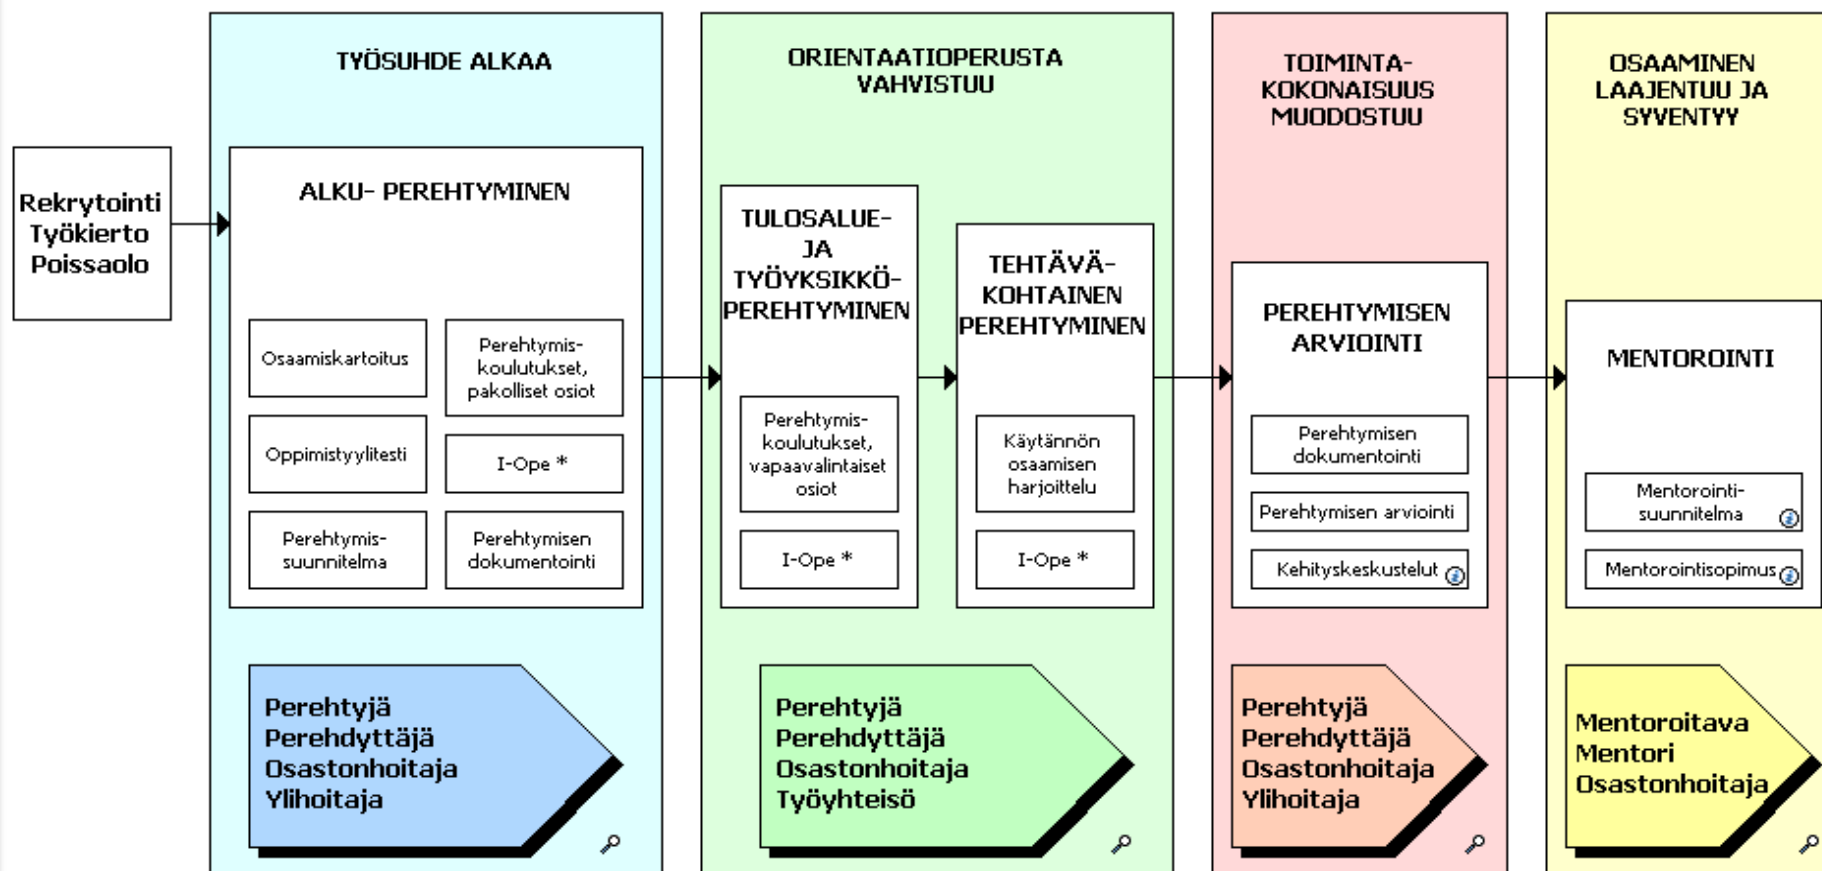 Rekrytointi
Työkierto
Poissaolo
TYÖSUHDE ALKAA
ALKU- PEREHTYMINEN
Osaamiskartoitus
Oppimistyylitesti
Perehtymis-
suunnitelma
Perehtymis-
koulutukset,
pakolliset osiot
I-Ope *
Perehtymisen
dokumentointi
Perehtyjä
Perehdyttäjä
Osastonhoitaja
Ylihoitaja
ORIENTAATIOPERUSTA
VAHVISTUU
TULOSALUE-
JA
TYÖYKSIKKÖ-
PEREHTYMINEN
Perehtymis-
koulutukset,
vapaavalintaiset
osiot
I-Ope *
TEHTÄVÄ-
KOHTAINEN
PEREHTYMINEN
Käytännön
osaamisen
harjoittelu
I-Ope *
Perehtyjä
Perehdyttäjä
Osastonhoitaja
Työyhteisö
TOIMINTA-
KOKONAISUUS
MUODOSTUU
PEREHTYMISEN
ARVIOINTI
Perehtymisen
dokumentointi
Perehtymisen arviointi
Kehityskeskustelut
Perehtyjä
Perehdyttäjä
Osastonhoitaja
Ylihoitaja
OSAAMINEN
LAAJENTUU JA
SYVENTYY
MENTOROINTI
Mentorointi-
suunnitelma
Mentorointisopimus
Mentoroitava
Mentori
Osastonhoitaja